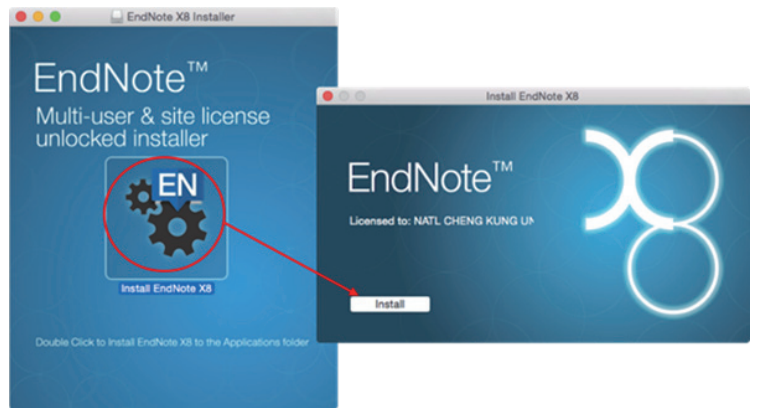 EndNote X8 Installer
EndNote™
Multi-user & site license
unlocked installer
EN
Install EndNote X8
Double Click to Install EndNote X8 to the Applications folder
Install EndNote X8
EndNote™
Licensed to: NATL CHENG KUNG UN
X8
Install